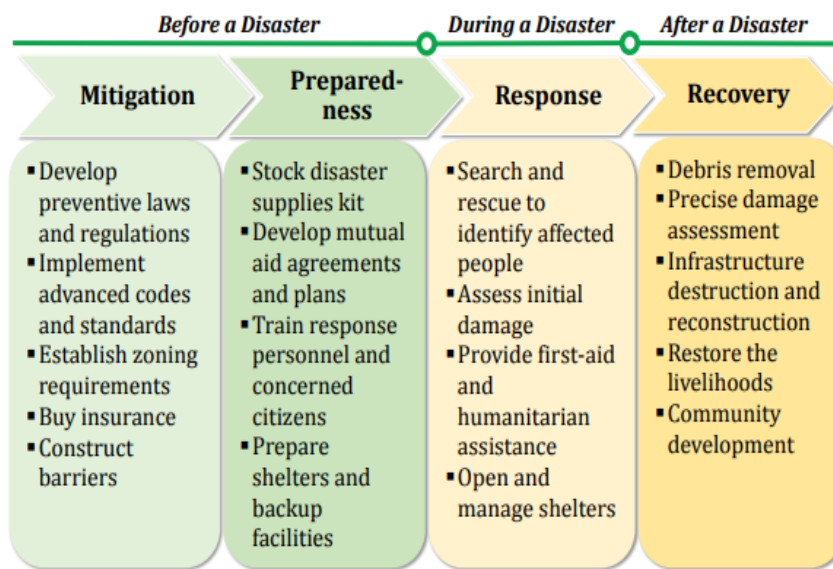 Before a Disaster
During a Disaster
After a Disaster
Mitigation
Prepared-
ness
Response
Recovery
▪ Develop
preventive laws
and regulations
▪ Implement
advanced codes
and standards
▪ Establish zoning
requirements
▪ Buy insurance
▪ Construct
barriers
▪ Stock disaster
supplies kit
▪ Develop mutual
aid agreements
and plans
▪ Train response
personnel and
concerned
citizens
▪ Prepare
shelters and
backup
facilities
▪ Search and
rescue to
identify affected
people
▪ Assess initial
damage
▪ Provide first-aid
and
humanitarian
assistance
▪ Open and
manage shelters
▪ Debris removal
▪ Precise damage
assessment
▪ Infrastructure
destruction and
reconstruction
▪ Restore the
livelihoods
▪ Community
development